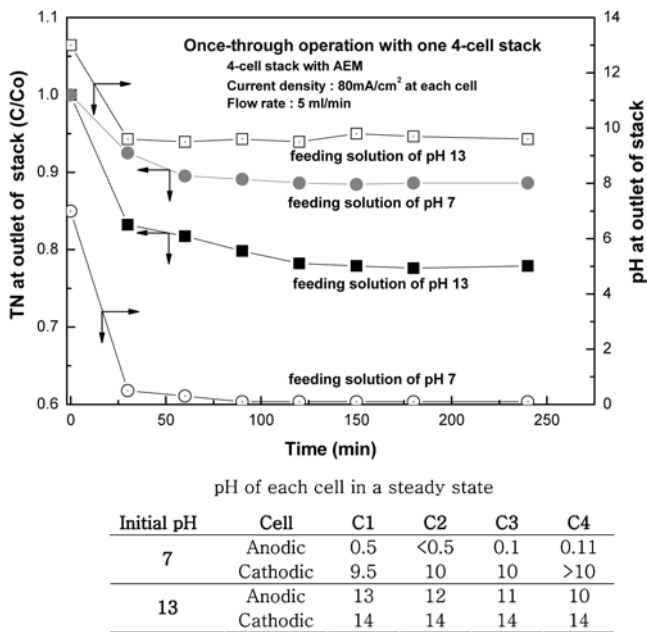 Once-through operation with one 4-cell stack
4-cell stack with AEM
Current density : 80mA/cm² at each cell
Flow rate : 5 ml/min
feeding solution of pH 13
feeding solution of pH 7
feeding solution of pH 13
feeding solution of pH 7
TN at outlet of stack (C/Co)
1.1
1.0
0.9
0.8
0.7
0.6
pH at outlet of stack
14
12
10
8
6
4
2
0
0 50 100 150 200 250
Time (min)
pH of each cell in a steady state
Initial pH Cell C1 C2 C3 C4
7 Anodic 0.5 <0.5 0.1 0.11
Cathodic 9.5 10 10 >10
13 Anodic 13 12 11 10
Cathodic 14 14 14 14